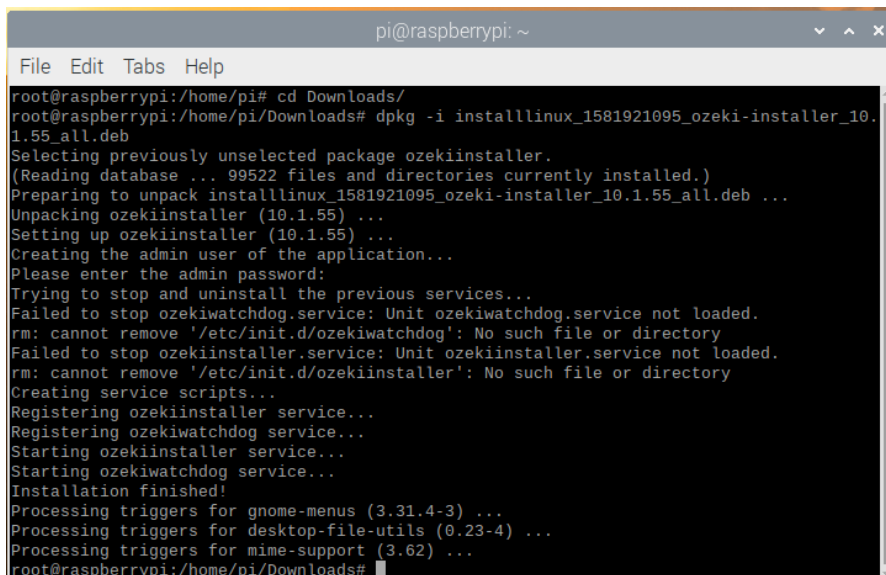 pi@raspberrypi: ~
File Edit Tabs Help
root@raspberrypi:/home/pi# cd Downloads/
root@raspberrypi:/home/pi/Downloads# dpkg -i installlinux_1581921095_ozeki-installer_10.
1.55_all.deb
Selecting previously unselected package ozekiinstaller.
(Reading database ... 99522 files and directories currently installed.)
Preparing to unpack installlinux_1581921095_ozeki-installer_10.1.55_all.deb ...
Unpacking ozekiinstaller (10.1.55) ...
Setting up ozekiinstaller (10.1.55) ...
Creating the admin user of the application...
Please enter the admin password:
Trying to stop and uninstall the previous services...
Failed to stop ozekiwatchdog.service: Unit ozekiwatchdog.service not loaded.
rm: cannot remove '/etc/init.d/ozekiwatchdog': No such file or directory
Failed to stop ozekiinstaller.service: Unit ozekiinstaller.service not loaded.
rm: cannot remove '/etc/init.d/ozekiinstaller': No such file or directory
Creating service scripts...
Registering ozekiinstaller service...
Registering ozekiwatchdog service...
Starting ozekiinstaller service...
Starting ozekiwatchdog service...
Installation finished!
Processing triggers for gnome-menus (3.31.4-3) ...
Processing triggers for desktop-file-utils (0.23-4) ...
Processing triggers for mime-support (3.62) ...
root@raspberrypi:/home/pi/Downloads#